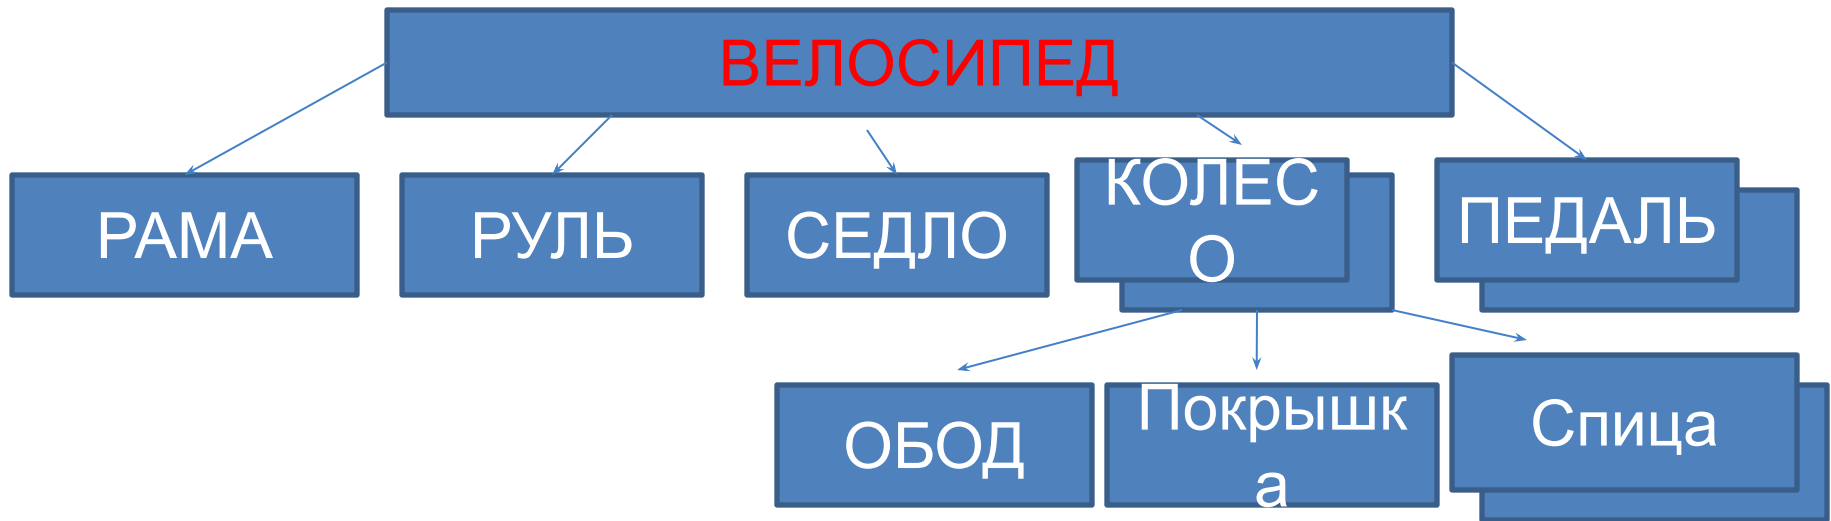 ВЕЛОСИПЕД
РАМА
РУЛЬ
СЕДЛО
КОЛЕС
О
ПЕДАЛЬ
ОБОД
Покрышк
а
Спица